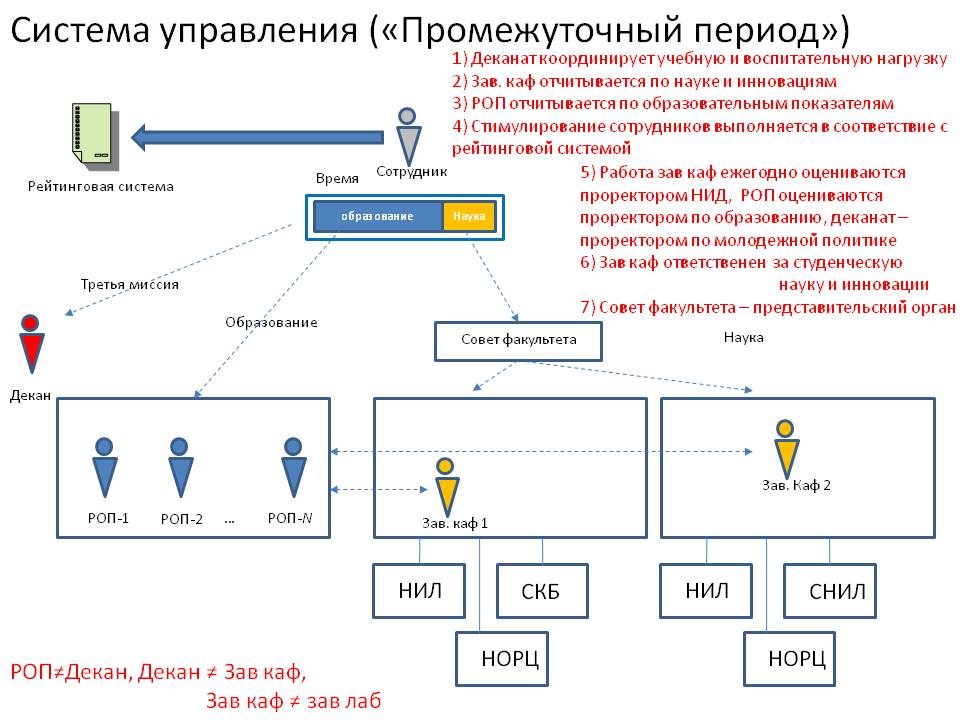 Система управления («Промежуточный период»)
1) Деканат координирует учебную и воспитательную нагрузку
2) Зав. каф отчитывается по науке и инновациям
3) РОП отчитывается по образовательным показателям
4) Стимулирование сотрудников выполняется в соответствие с
рейтинговой системой
5) Работа зав каф ежегодно оцениваются
проректором НИД, РОП оцениваются
проректором по образованию, деканат –
проректором по молодежной политике
6) Зав каф ответственен за студенческую
науку и инновации
7) Совет факультета – представительский орган
Рейтинговая система
Время
Сотрудник
образование
Наука
Третья миссия
Образование
Совет факультета
Наука
Декан
РОП-1
РОП-2
...
РОП-N
Зав. каф 1
Зав. Каф 2
НИЛ
СКБ
НИЛ
СНИЛ
НОРЦ
НОРЦ
РОП≠Декан, Декан ≠ Зав каф,
Зав каф ≠ зав лаб